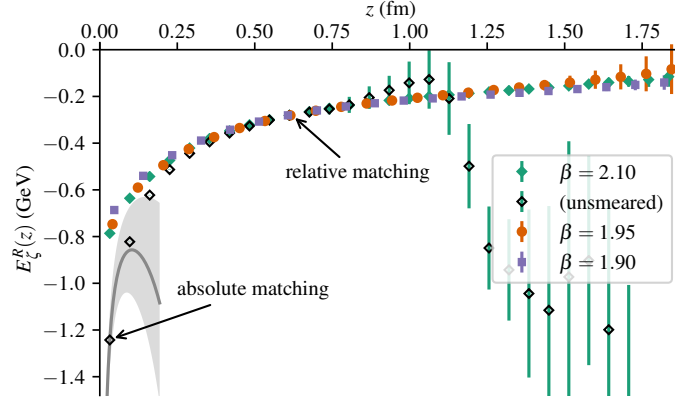 z (fm)
0.00 0.25 0.50 0.75 1.00 1.25 1.50 1.75
0.0
−0.2
−0.4
−0.6
−0.8
−1.0
−1.2
−1.4
E_ζ^R(z) (GeV)
relative matching
absolute matching
β = 2.10
(unsmeared)
β = 1.95
β = 1.90